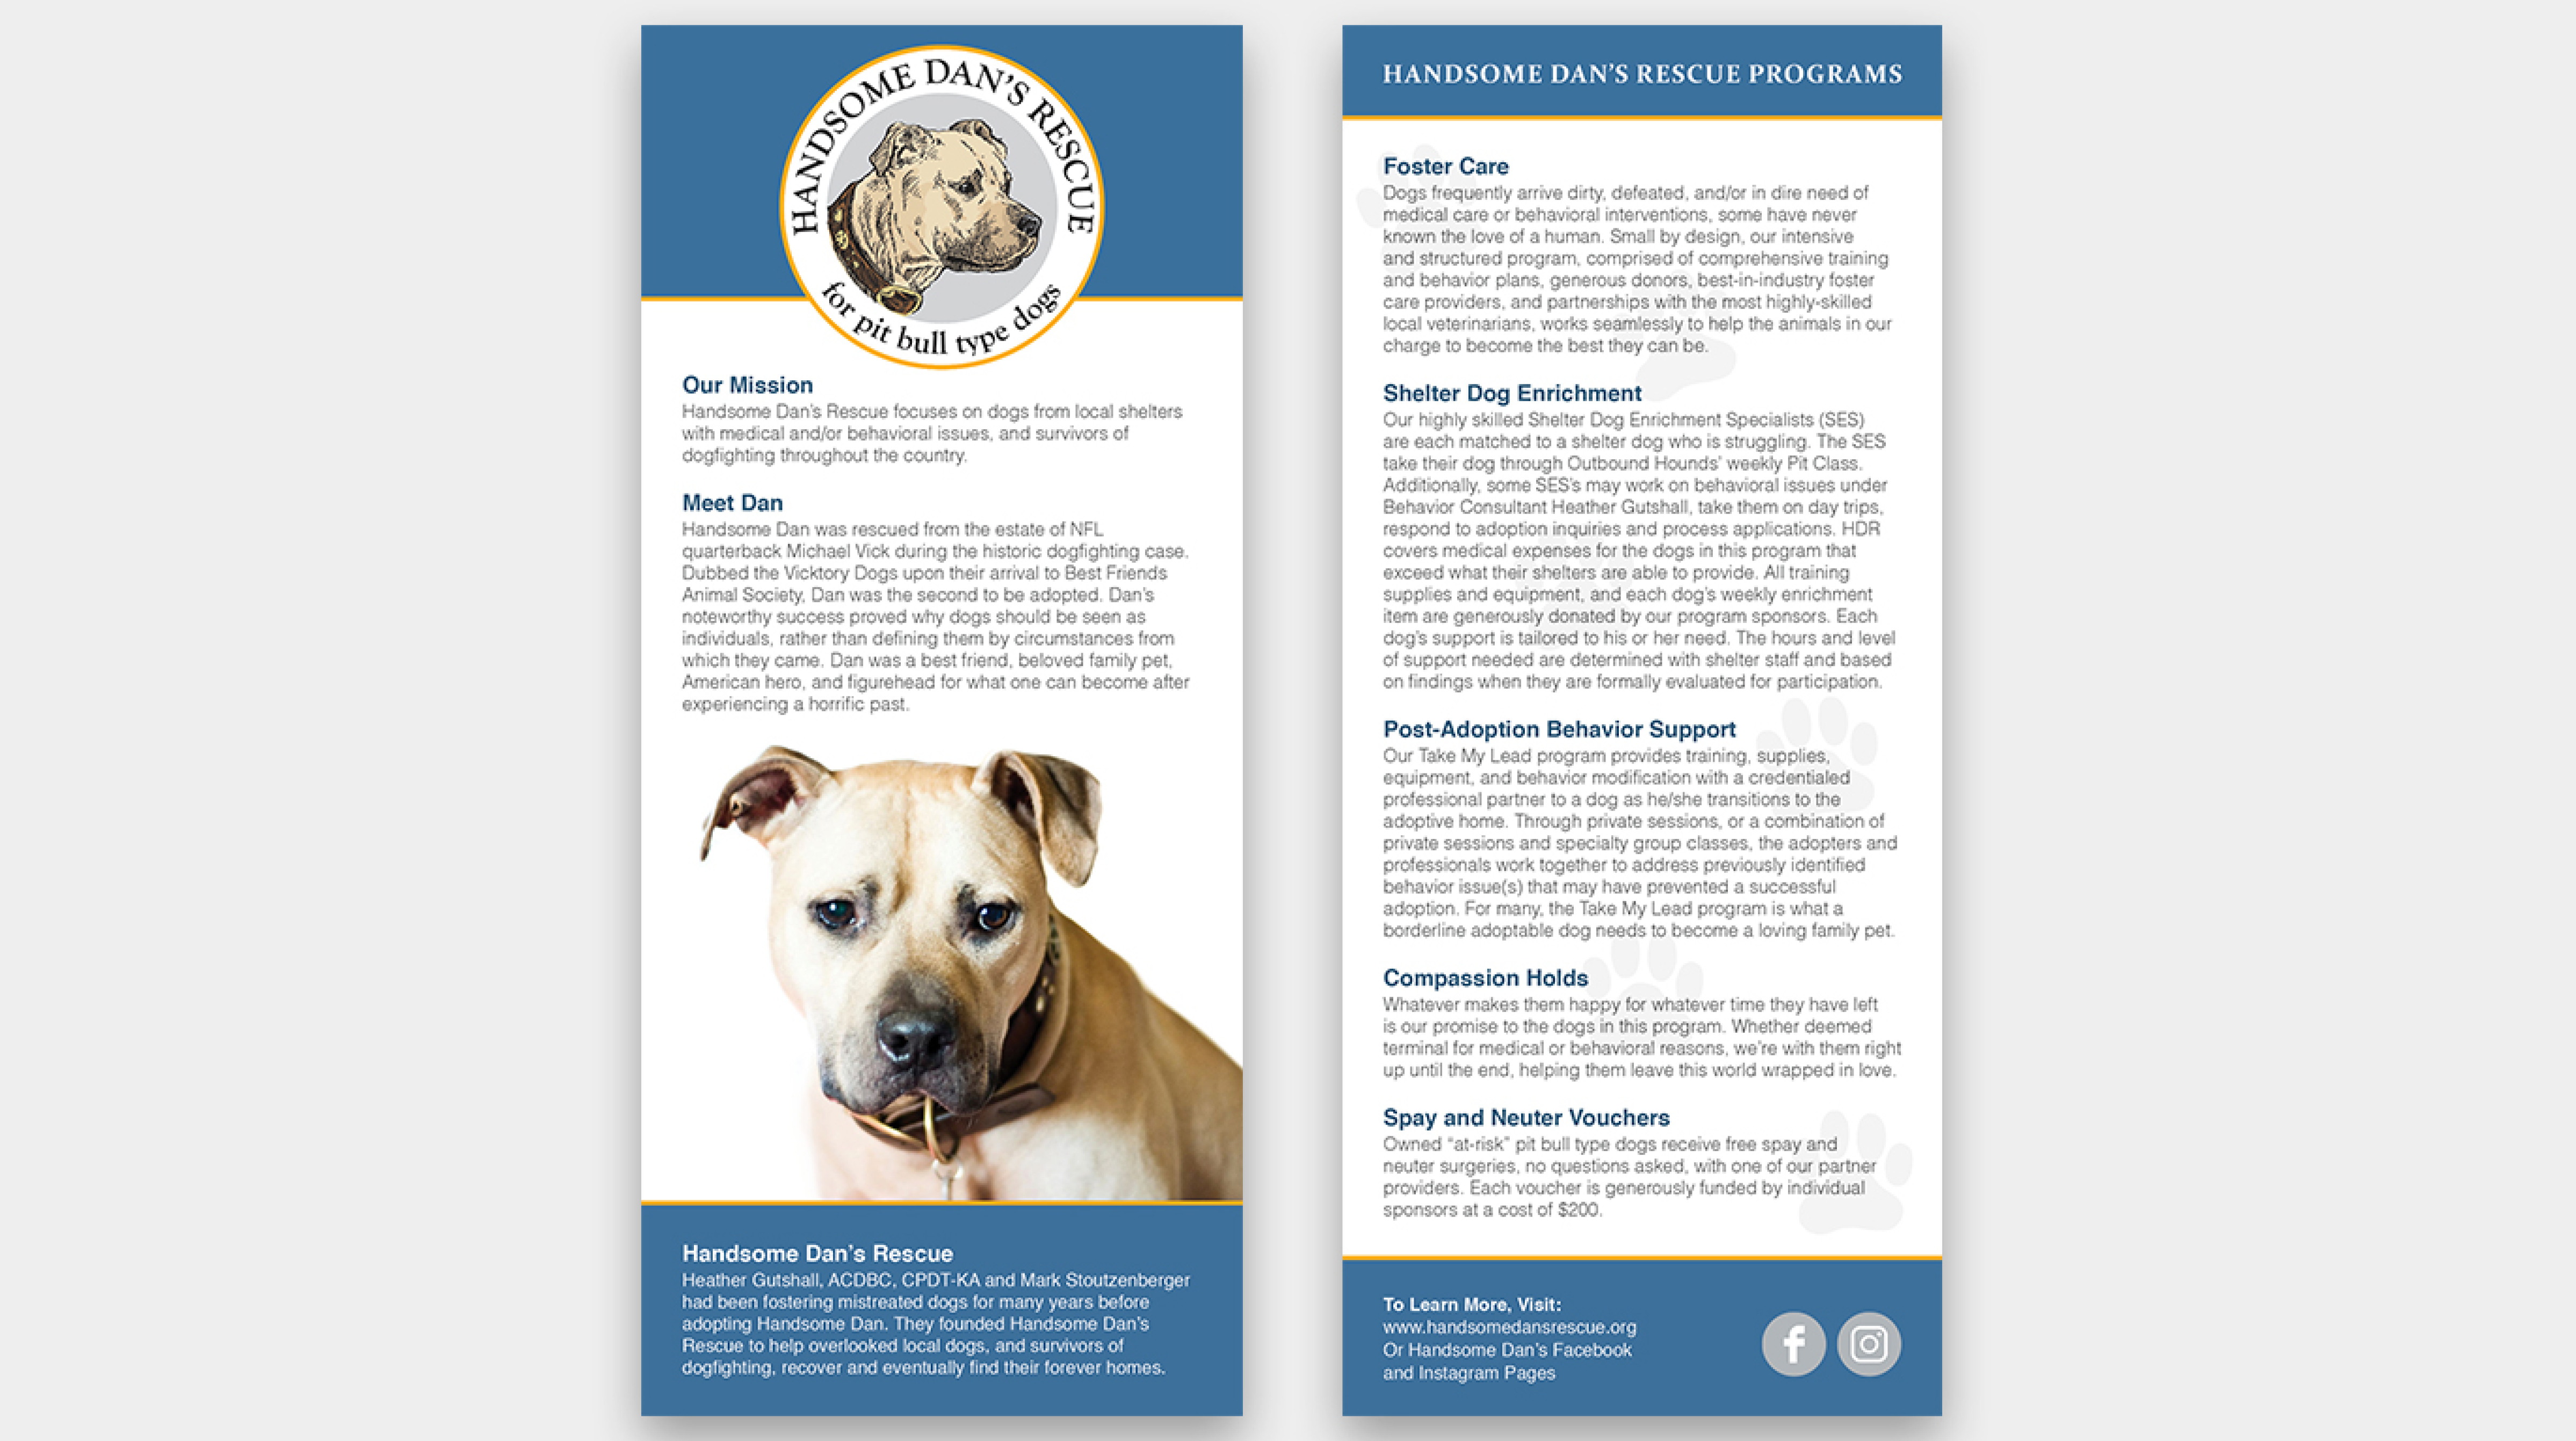 HANDSOME DAN'S RESCUE
for pit bull type dogs
Our Mission
Handsome Dan's Rescue focuses on dogs from local shelters
with medical and/or behavioral issues, and survivors of
dogfighting throughout the country.
Meet Dan
Handsome Dan was rescued from the estate of NFL
quarterback Michael Vick during the historic dogfighting case.
Dubbed the Vicktory Dogs upon their arrival to Best Friends
Animal Society, Dan was the second to be adopted. Dan's
noteworthy success proved why dogs should be seen as
individuals, rather than defining them by circumstances from
which they came. Dan was a best friend, beloved family pet,
American hero, and figurehead for what one can become after
experiencing a horrific past.
Handsome Dan's Rescue
Heather Gutshall, ACDBC, CPDT-KA and Mark Stoutzenberger
had been fostering mistreated dogs for many years before
adopting Handsome Dan. They founded Handsome Dan's
Rescue to help overlooked local dogs, and survivors of
dogfighting, recover and eventually find their forever homes.
HANDSOME DAN'S RESCUE PROGRAMS
Foster Care
Dogs frequently arrive dirty, defeated, and/or in dire need of
medical care or behavioral interventions, some have never
known the love of a human. Small by design, our intensive
and structured program, comprised of comprehensive training
and behavior plans, generous donors, best-in-industry foster
care providers, and partnerships with the most highly-skilled
local veterinarians, works seamlessly to help the animals in our
charge to become the best they can be.
Shelter Dog Enrichment
Our highly skilled Shelter Dog Enrichment Specialists (SES)
are each matched to a shelter dog who is struggling. The SES
take their dog through Outbound Hounds' weekly Pit Class.
Additionally, some SES's may work on behavioral issues under
Behavior Consultant Heather Gutshall, take them on day trips,
respond to adoption inquiries and process applications. HDR
covers medical expenses for the dogs in this program that
exceed what their shelters are able to provide. All training
supplies and equipment, and each dog's weekly enrichment
item are generously donated by our program sponsors. Each
dog's support is tailored to his or her need. The hours and level
of support needed are determined with shelter staff and based
on findings when they are formally evaluated for participation.
Post-Adoption Behavior Support
Our Take My Lead program provides training, supplies,
equipment, and behavior modification with a credentialed
professional partner to a dog as he/she transitions to the
adoptive home. Through private sessions, or a combination of
private sessions and specialty group classes, the adopters and
professionals work together to address previously identified
behavior issue(s) that may have prevented a successful
adoption. For many, the Take My Lead program is what a
borderline adoptable dog needs to become a loving family pet.
Compassion Holds
Whatever makes them happy for whatever time they have left
is our promise to the dogs in this program. Whether deemed
terminal for medical or behavioral reasons, we're with them right
up until the end, helping them leave this world wrapped in love.
Spay and Neuter Vouchers
Owned "at-risk" pit bull type dogs receive free spay and
neuter surgeries, no questions asked, with one of our partner
providers. Each voucher is generously funded by individual
sponsors at a cost of $200.
To Learn More, Visit:
www.handsomedansrescue.org
Or Handsome Dan's Facebook
and Instagram Pages